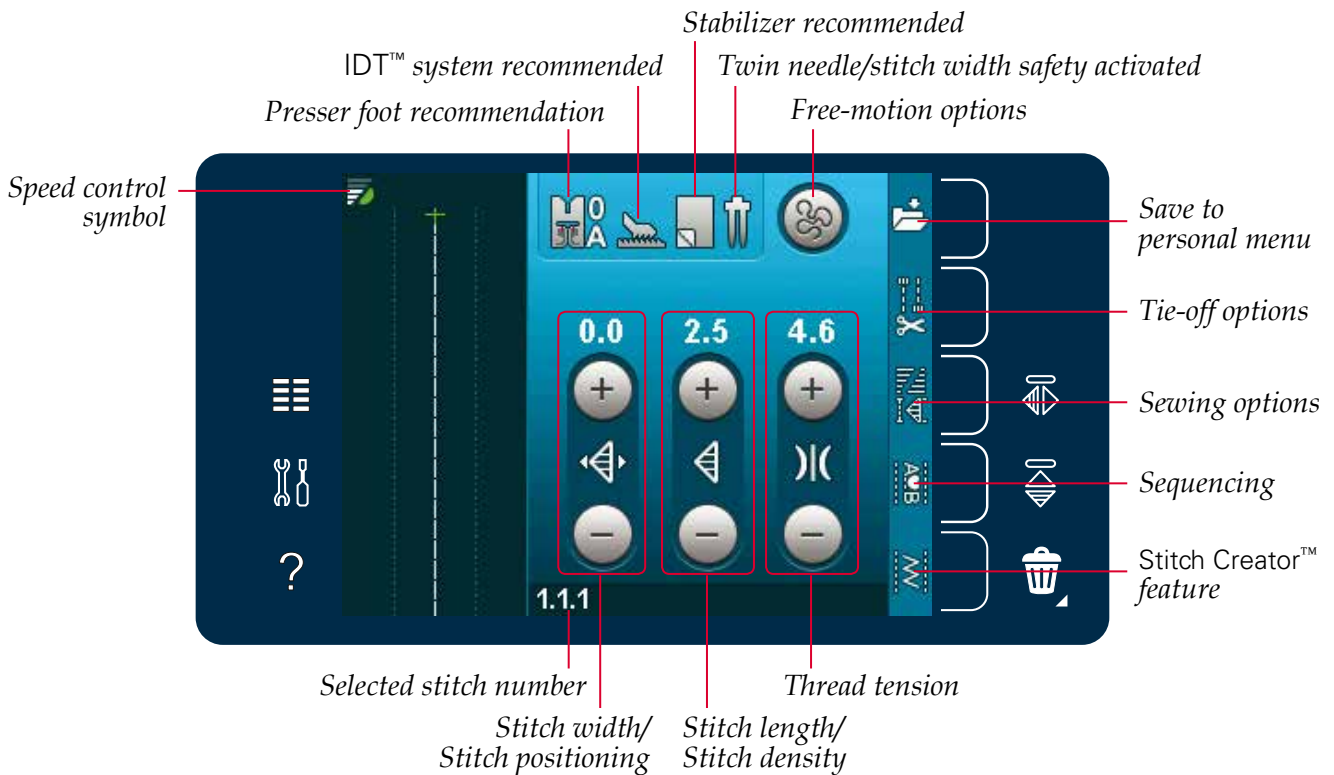 Stabilizer recommended
IDT™ system recommended
Twin needle/stitch width safety activated
Presser foot recommendation
Free-motion options
Speed control
symbol
0
A
Save to
personal menu
Tie-off options
0.0
2.5
4.6
+
+
+
Sewing options
A
B
Sequencing
−
−
−
?
Stitch Creator™
feature
1.1.1
Selected stitch number
Thread tension
Stitch width/
Stitch positioning
Stitch length/
Stitch density